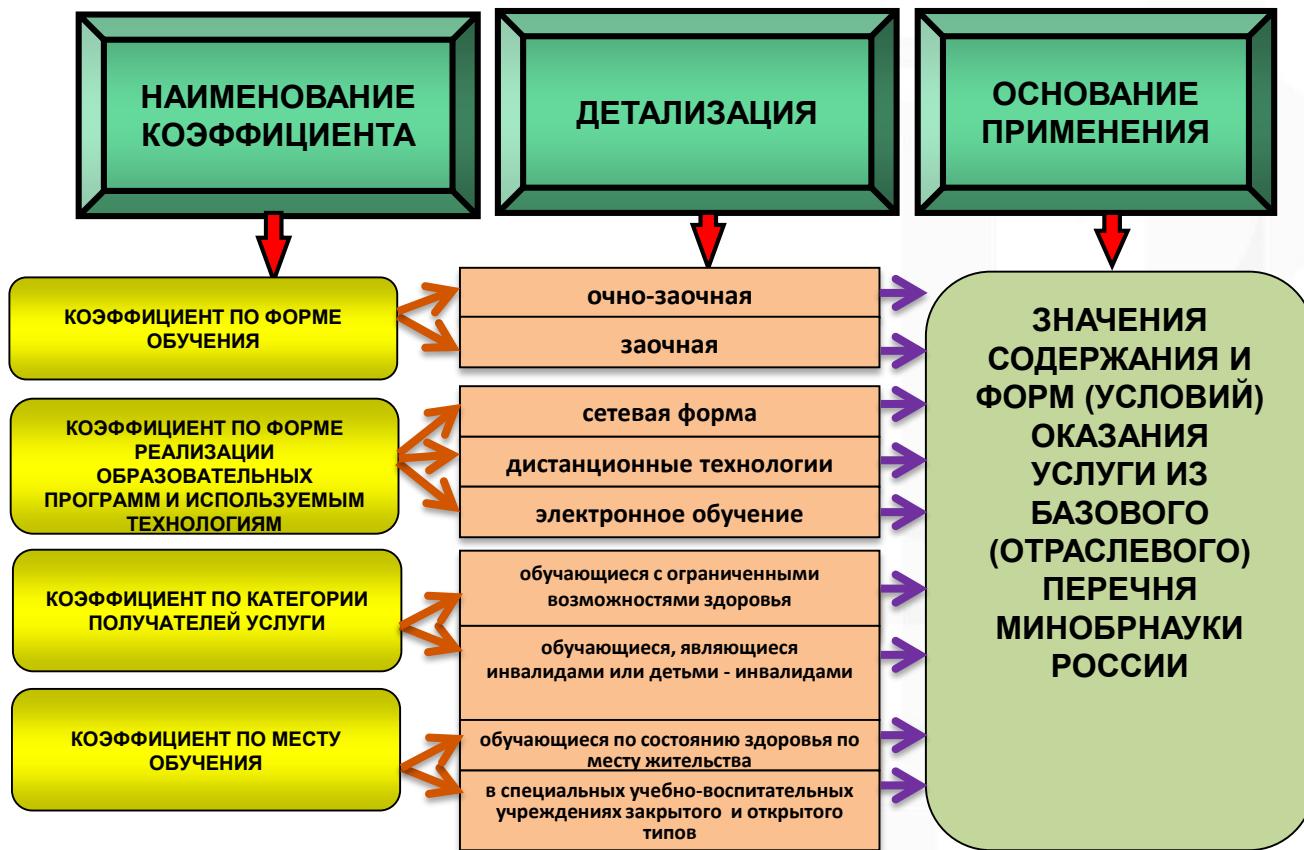 НАИМЕНОВАНИЕ
КОЭФФИЦИЕНТА
ДЕТАЛИЗАЦИЯ
ОСНОВАНИЕ
ПРИМЕНЕНИЯ
КОЭФФИЦИЕНТ ПО ФОРМЕ
ОБУЧЕНИЯ
очно-заочная
заочная
КОЭФФИЦИЕНТ ПО ФОРМЕ
РЕАЛИЗАЦИИ
ОБРАЗОВАТЕЛЬНЫХ
ПРОГРАММ И ИСПОЛЬЗУЕМЫМ
ТЕХНОЛОГИЯМ
сетевая форма
дистанционные технологии
электронное обучение
КОЭФФИЦИЕНТ ПО КАТЕГОРИИ
ПОЛУЧАТЕЛЕЙ УСЛУГИ
обучающиеся с ограниченными
возможностями здоровья
обучающиеся, являющиеся
инвалидами или детьми - инвалидами
КОЭФФИЦИЕНТ ПО МЕСТУ
ОБУЧЕНИЯ
обучающиеся по состоянию здоровья по
месту жительства
в специальных учебно-воспитательных
учреждениях закрытого и открытого
типов
ЗНАЧЕНИЯ
СОДЕРЖАНИЯ И
ФОРМ (УСЛОВИЙ)
ОКАЗАНИЯ
УСЛУГИ ИЗ
БАЗОВОГО
(ОТРАСЛЕВОГО)
ПЕРЕЧНЯ
МИНОБРНАУКИ
РОССИИ